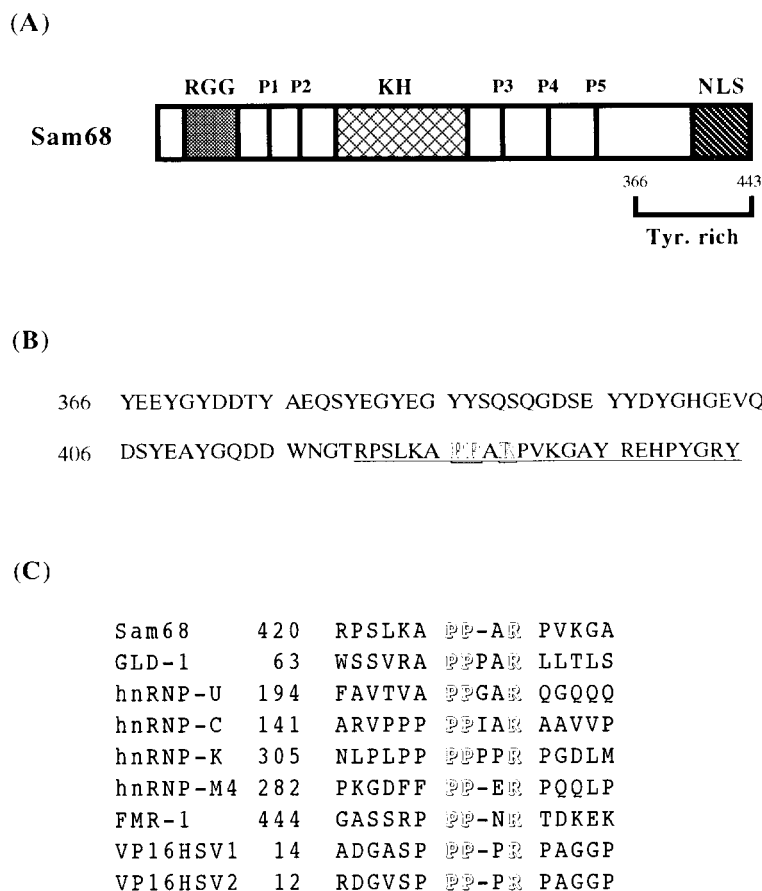 (A)
RGG P1 P2 KH P3 P4 P5 NLS
Sam68
366 443
Tyr. rich
(B)
366 YEEYGYDDTY AEQSYEGYEG YYSQSQGDSE YYDYGHGEVQ
406 DSYEAYGQDD WNGTRPSLKA PPARPVKGAY REHPYGRY
(C)
Sam68 420 RPSLKA PP-AR PVKGA
GLD-1 63 WSSVRA PPPAR LLTLS
hnRNP-U 194 FAVTVA PPGAR QGQQQ
hnRNP-C 141 ARVPPP PPIAR AAVVP
hnRNP-K 305 NLPLPP PPPPR PGDLM
hnRNP-M4 282 PKGDFF PP-ER PQQLP
FMR-1 444 GASSRP PP-NR TDKEK
VP16HSV1 14 ADGASP PP-PR PAGGP
VP16HSV2 12 RDGVSP PP-PR PAGGP